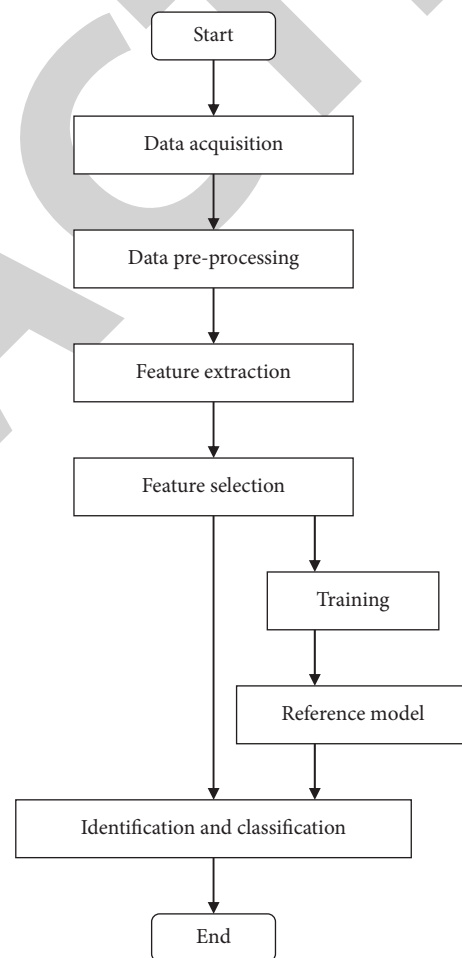 Start
Data acquisition
Data pre-processing
Feature extraction
Feature selection
Training
Reference model
Identification and classification
End